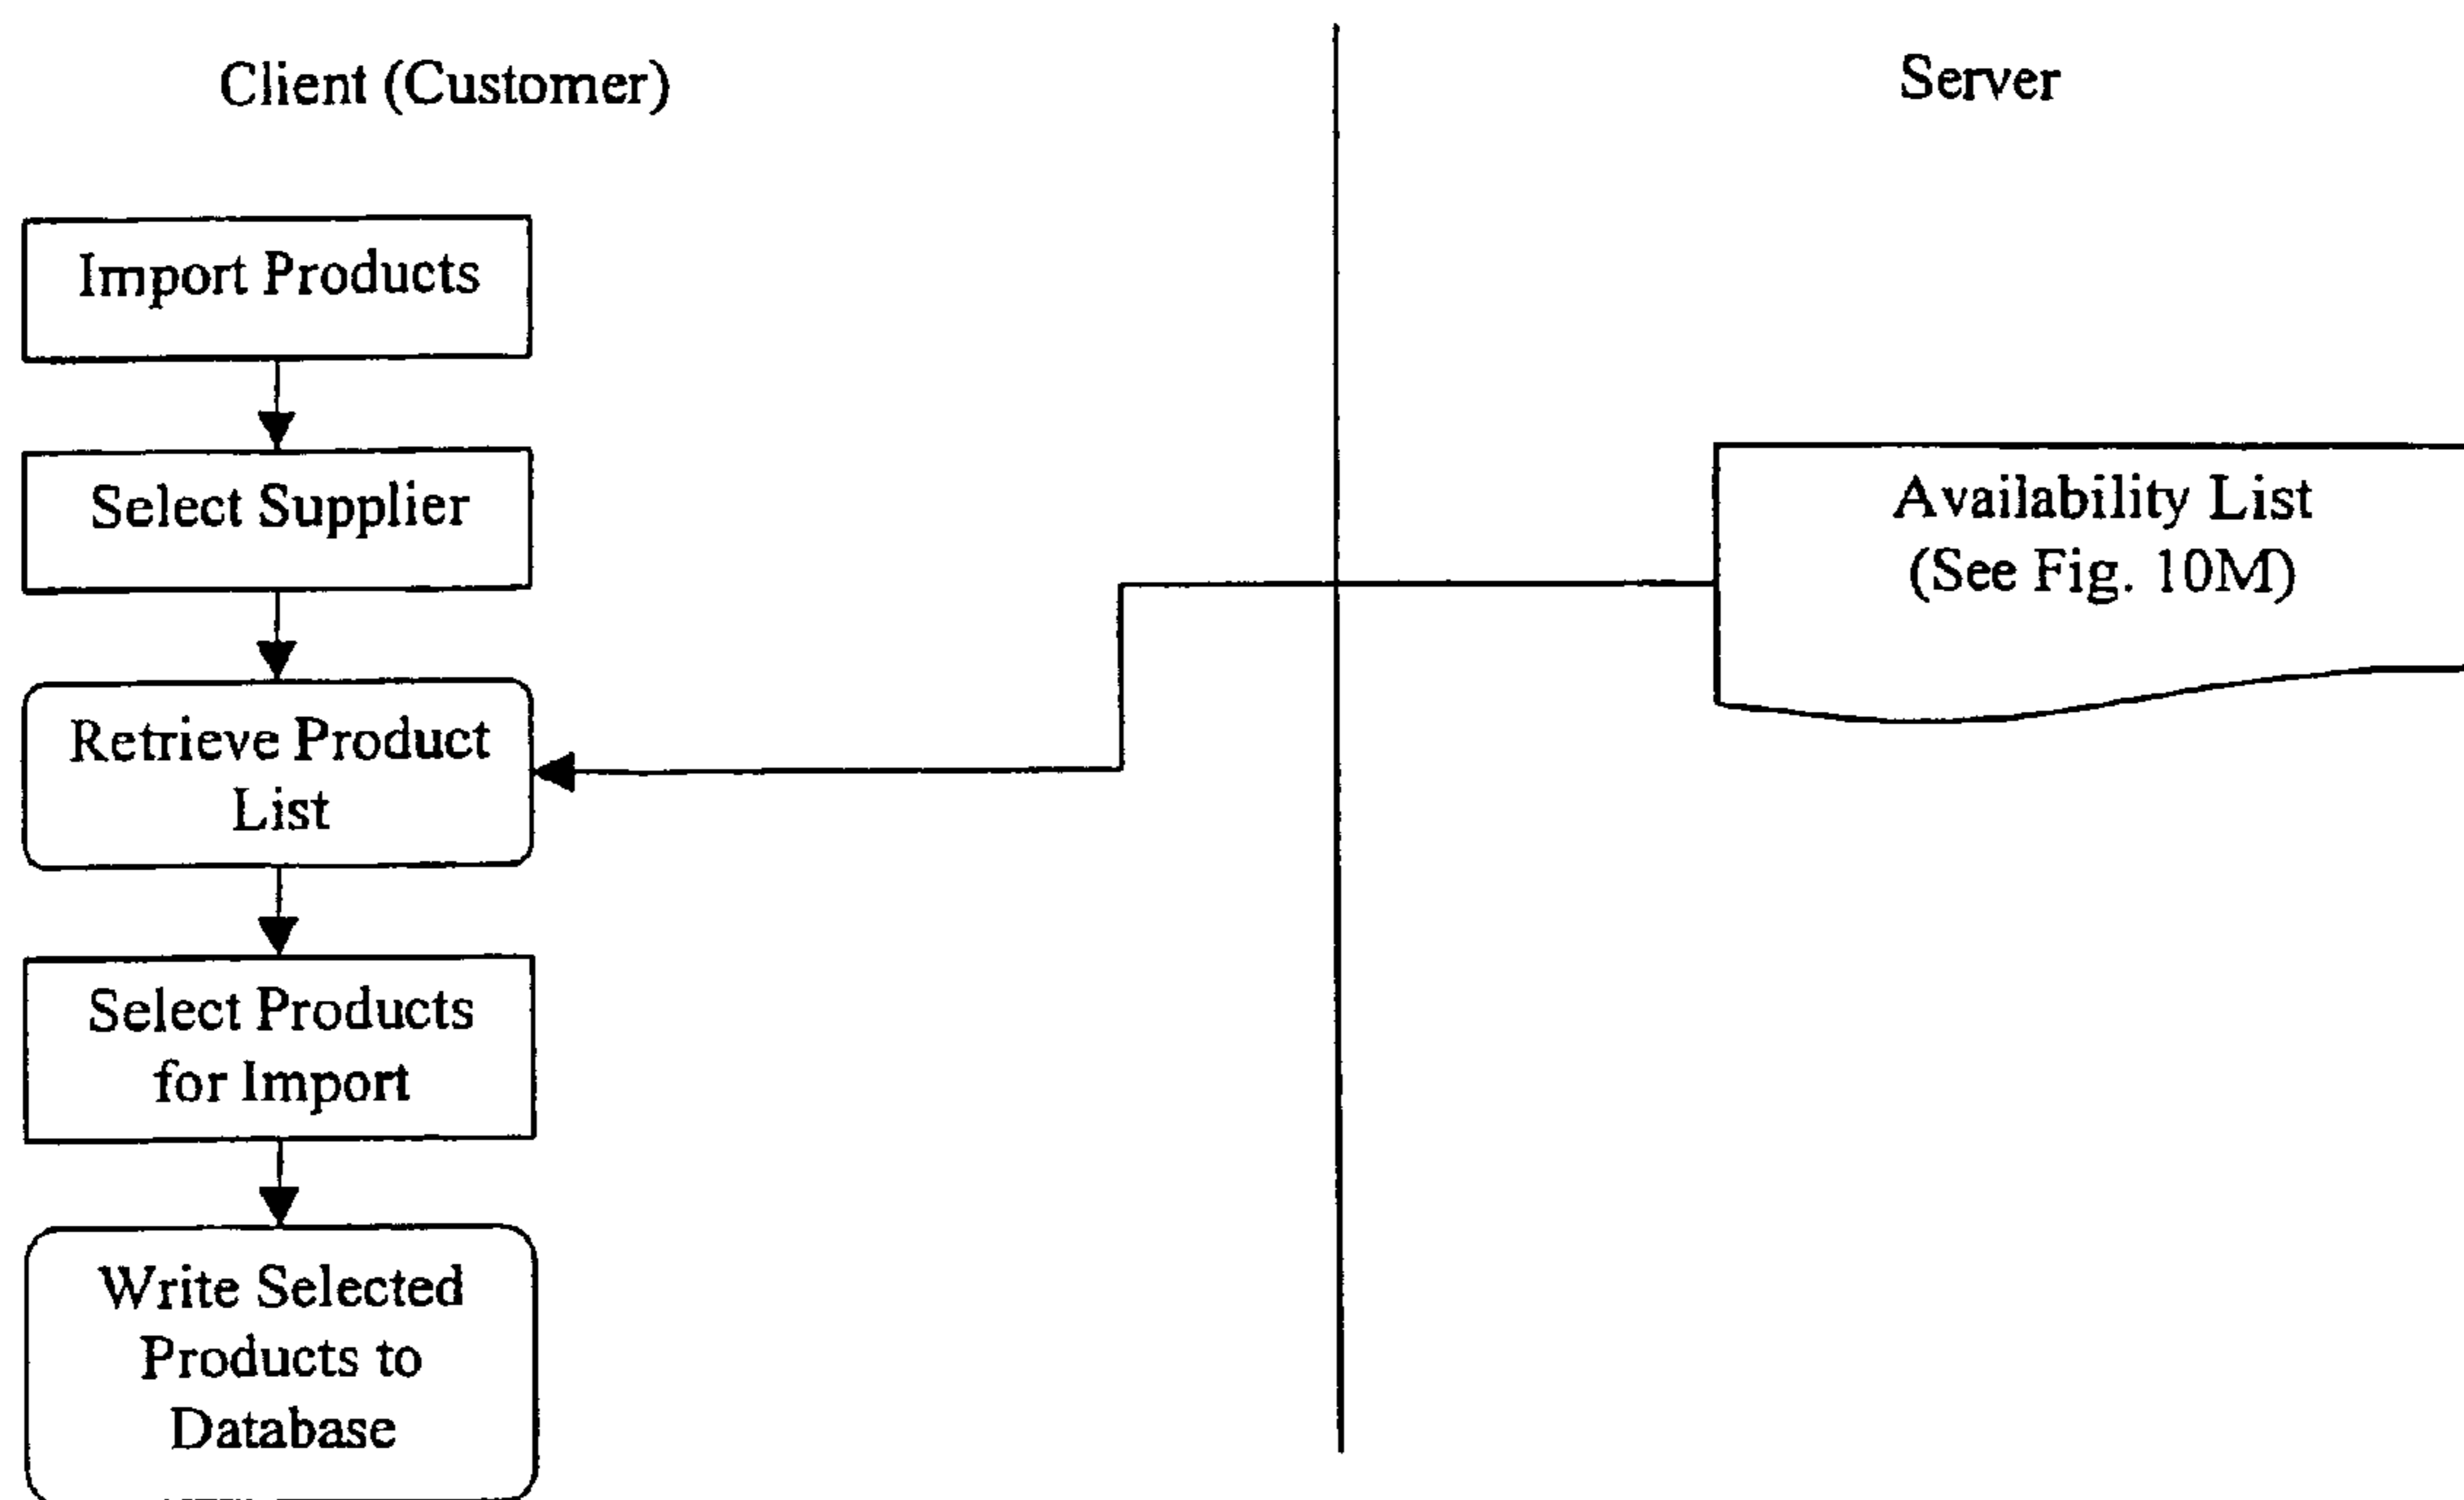 Client (Customer)
Server
Import Products
Select Supplier
Availability List
(See Fig. 10M)
Retrieve Product
List
Select Products
for Import
Write Selected
Products to
Database